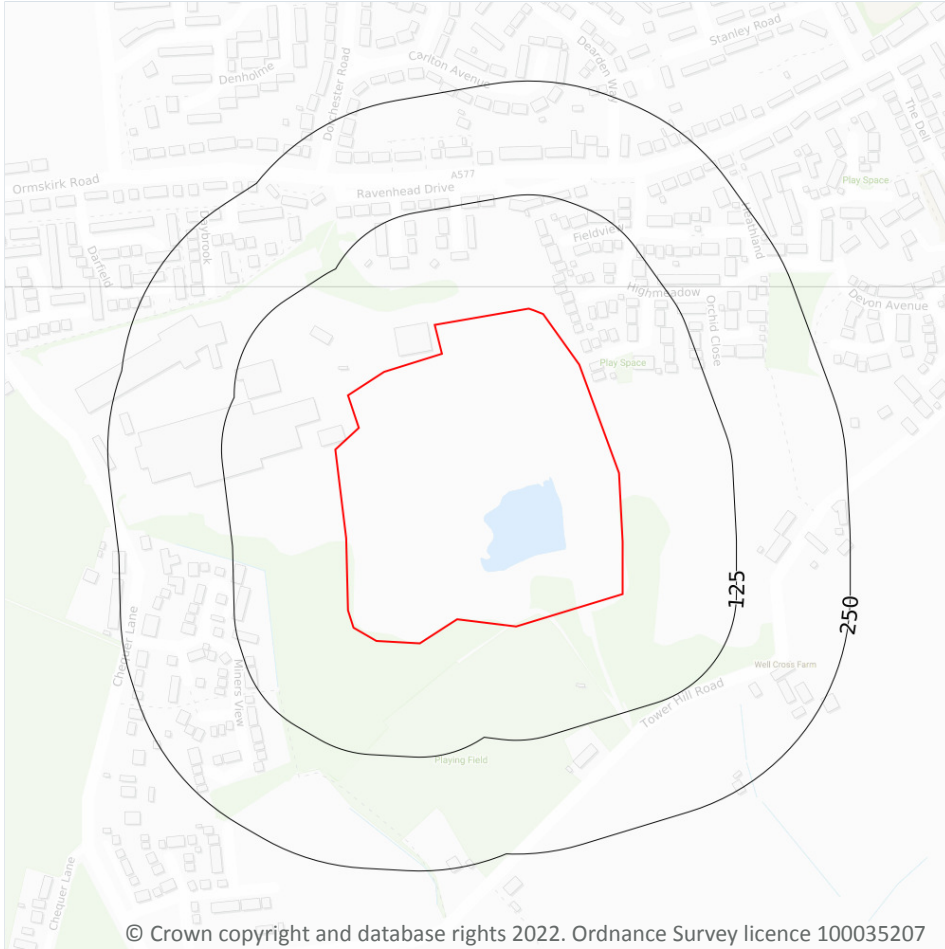 Stanley Road
Dearden Way
Carlton Avenue
Denholme
Dorchester Road
The Dell
A577
Play Space
Ormskirk Road
Ravenhead Drive
Heathland
Fieldview
Darfield
Highmeadow
Devon Avenue
Orchid Close
Play Space
125
250
Chequer Lane
Miners View
Well Cross Farm
Tower Hill Road
Playing Field
Chequer Lane
© Crown copyright and database rights 2022. Ordnance Survey licence 100035207